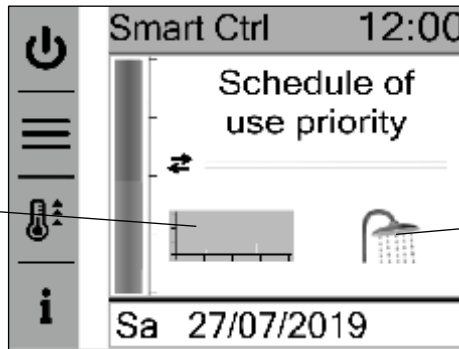 Smart Ctrl 12:00
Schedule of
use priority
i
Sa 27/07/2019